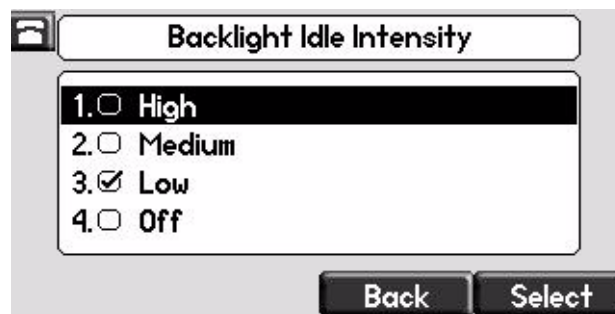 Backlight Idle Intensity
1. High
2. Medium
3. Low
4. Off
Back Select